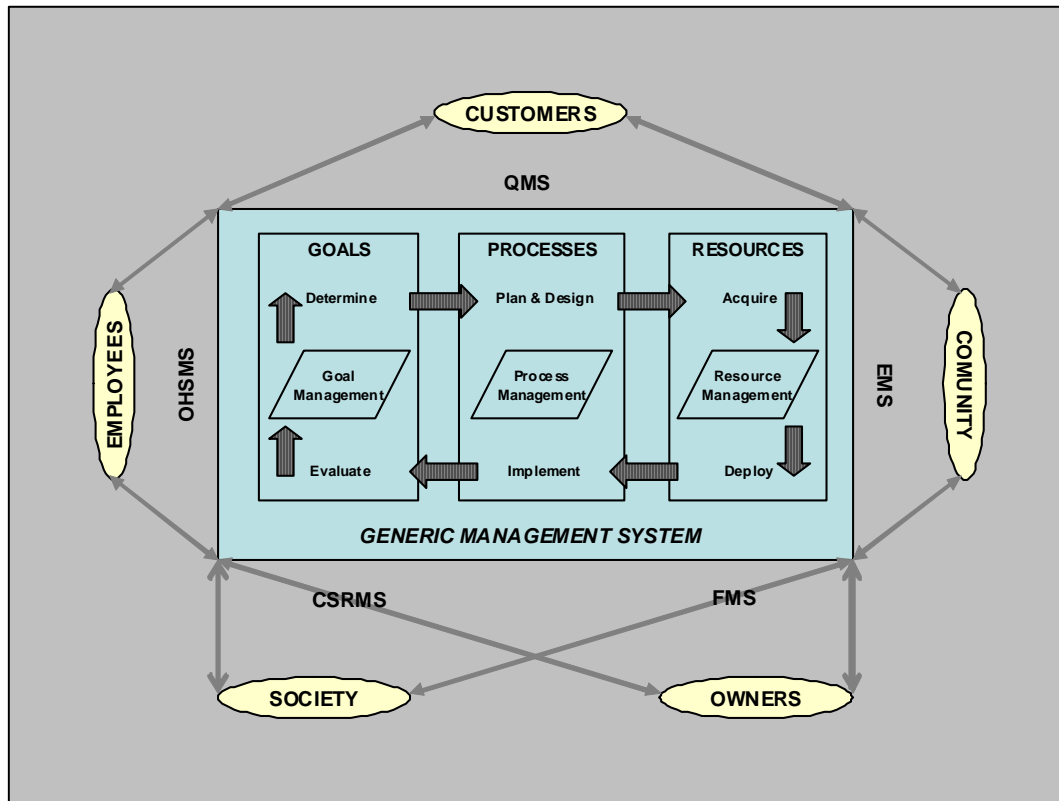 CUSTOMERS
QMS
GOALS
PROCESSES
RESOURCES
Determine
Plan & Design
Acquire
EMPLOYEES
OHSMS
Goal
Management
Process
Management
Resource
Management
EMS
COMUNITY
Evaluate
Implement
Deploy
GENERIC MANAGEMENT SYSTEM
CSRMS
FMS
SOCIETY
OWNERS